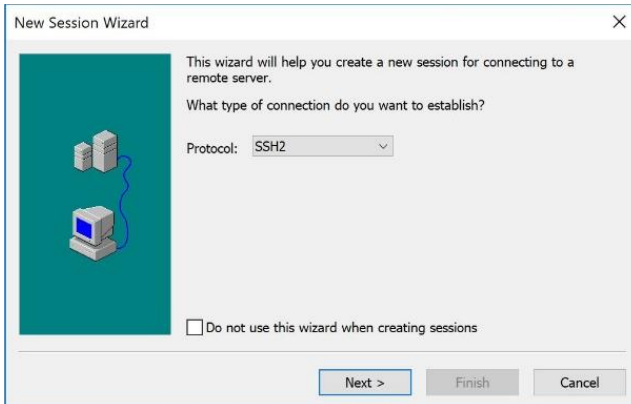 New Session Wizard
This wizard will help you create a new session for connecting to a
remote server.
What type of connection do you want to establish?
Protocol: SSH2
Do not use this wizard when creating sessions
Next > Finish Cancel